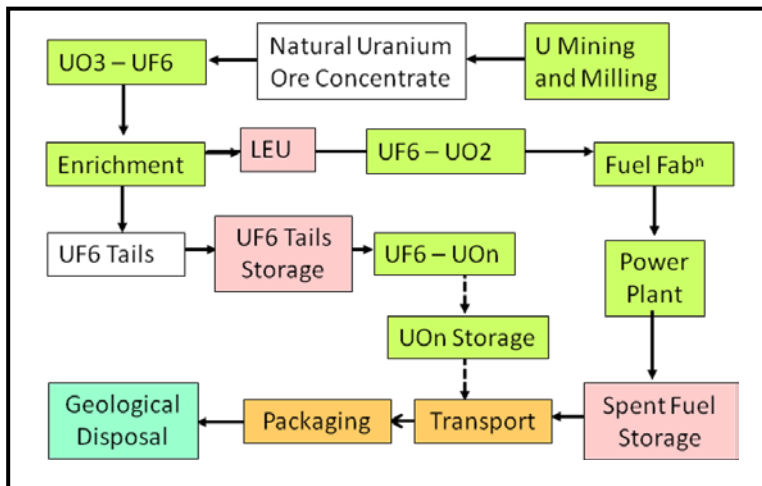 UO3 – UF6
Natural Uranium
Ore Concentrate
U Mining
and Milling
Enrichment
LEU
UF6 – UO2
Fuel Fabⁿ
UF6 Tails
UF6 Tails
Storage
UF6 – UOn
Power
Plant
UOn Storage
Geological
Disposal
Packaging
Transport
Spent Fuel
Storage